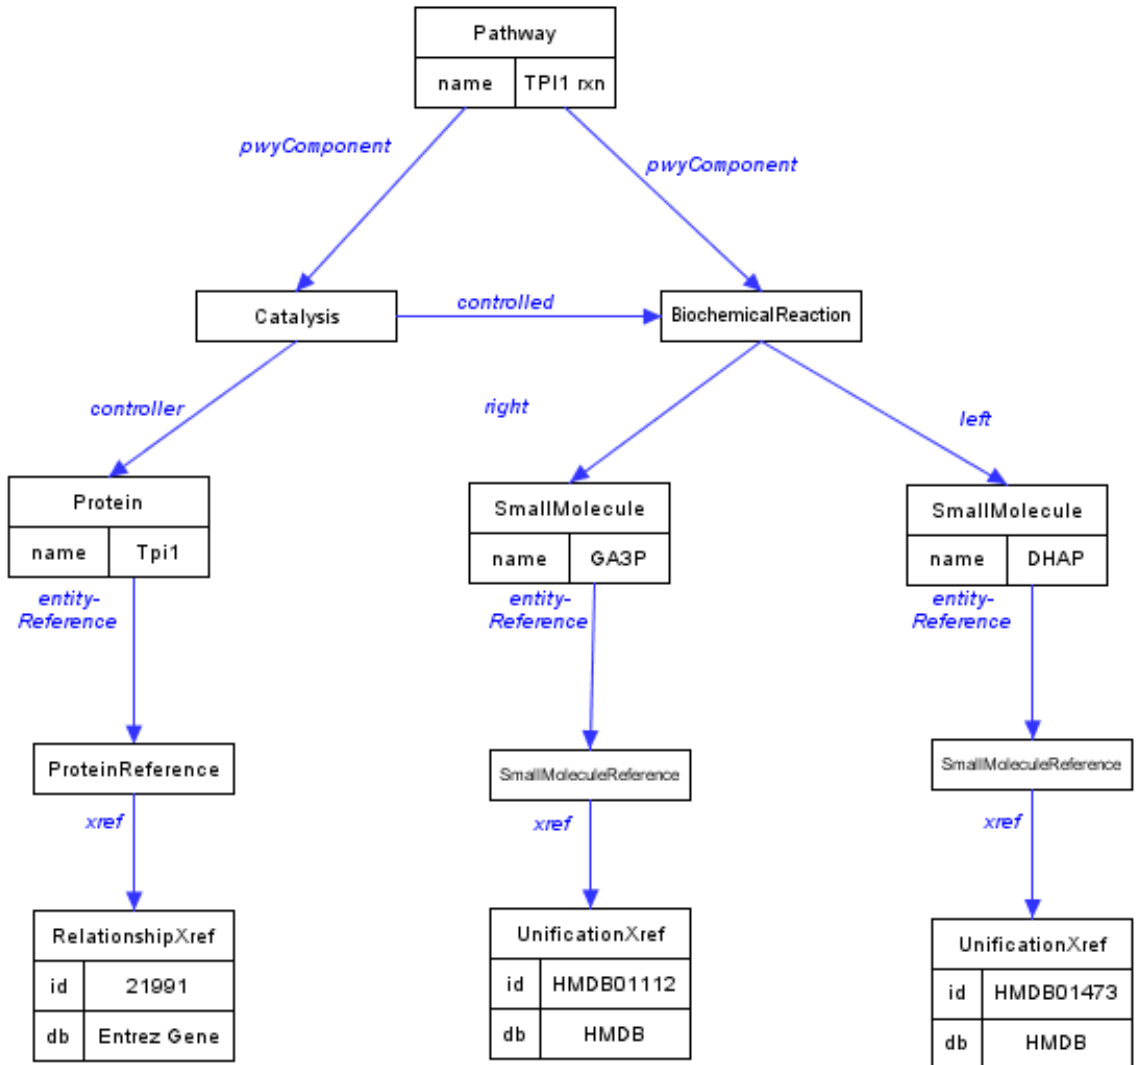 Pathway
name TPI1 rxn
pwyComponent
pwyComponent
Catalysis
controlled
BiochemicalReaction
controller
right
left
Protein
name Tpi1
SmallMolecule
name GA3P
SmallMolecule
name DHAP
entity-
Reference
entity-
Reference
entity-
Reference
ProteinReference
SmallMoleculeReference
SmallMoleculeReference
xref
xref
xref
RelationshipXref
id 21991
db Entrez Gene
UnificationXref
id HMDB01112
db HMDB
UnificationXref
id HMDB01473
db HMDB